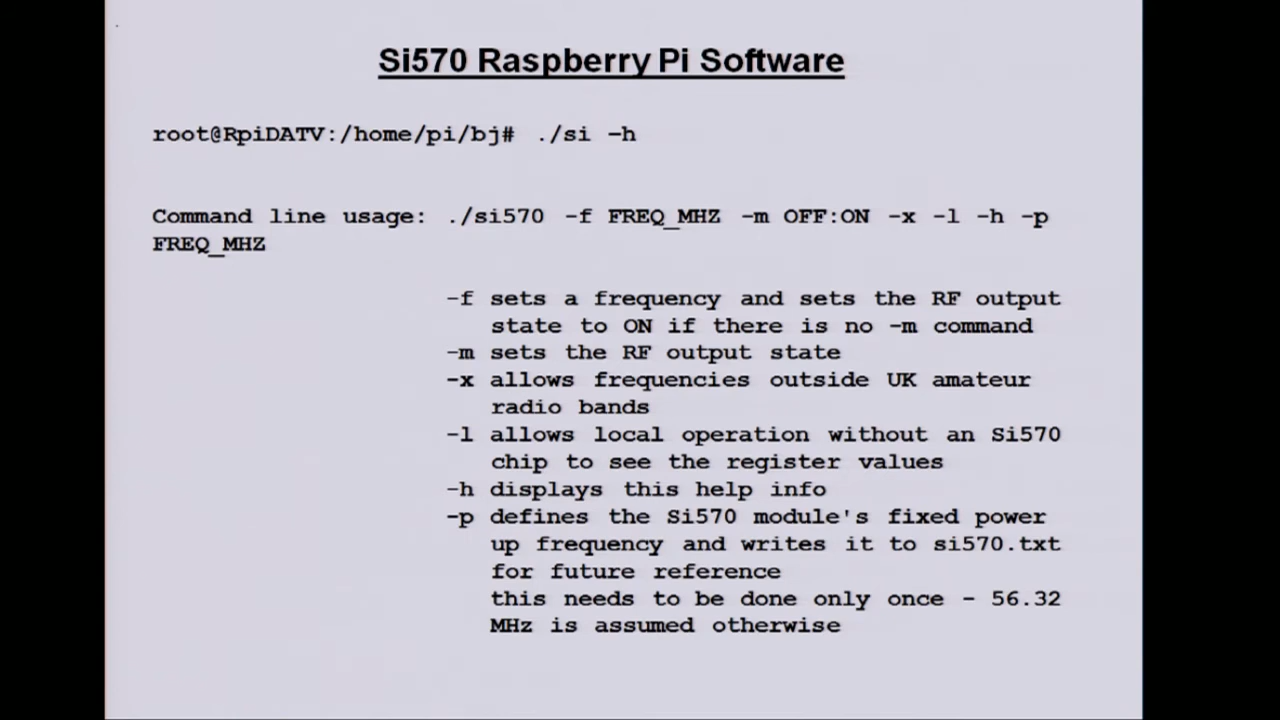 Si570 Raspberry Pi Software
root@RpiDATV:/home/pi/bj# ./si –h
Command line usage: ./si570 -f FREQ_MHZ -m OFF:ON -x -l -h -p
FREQ_MHZ
-f sets a frequency and sets the RF output
state to ON if there is no -m command
-m sets the RF output state
-x allows frequencies outside UK amateur
radio bands
-l allows local operation without an Si570
chip to see the register values
-h displays this help info
-p defines the Si570 module's fixed power
up frequency and writes it to si570.txt
for future reference
this needs to be done only once - 56.32
MHz is assumed otherwise